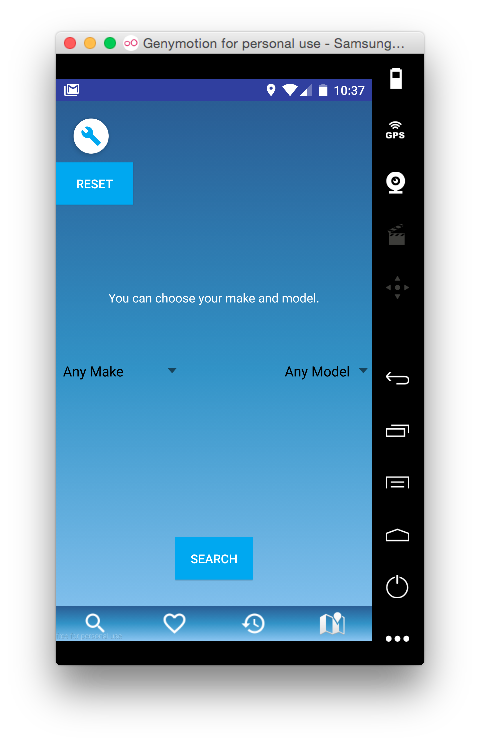 Genymotion for personal use - Samsung...
10:37
GPS
RESET
You can choose your make and model.
Any Make
Any Model
SEARCH